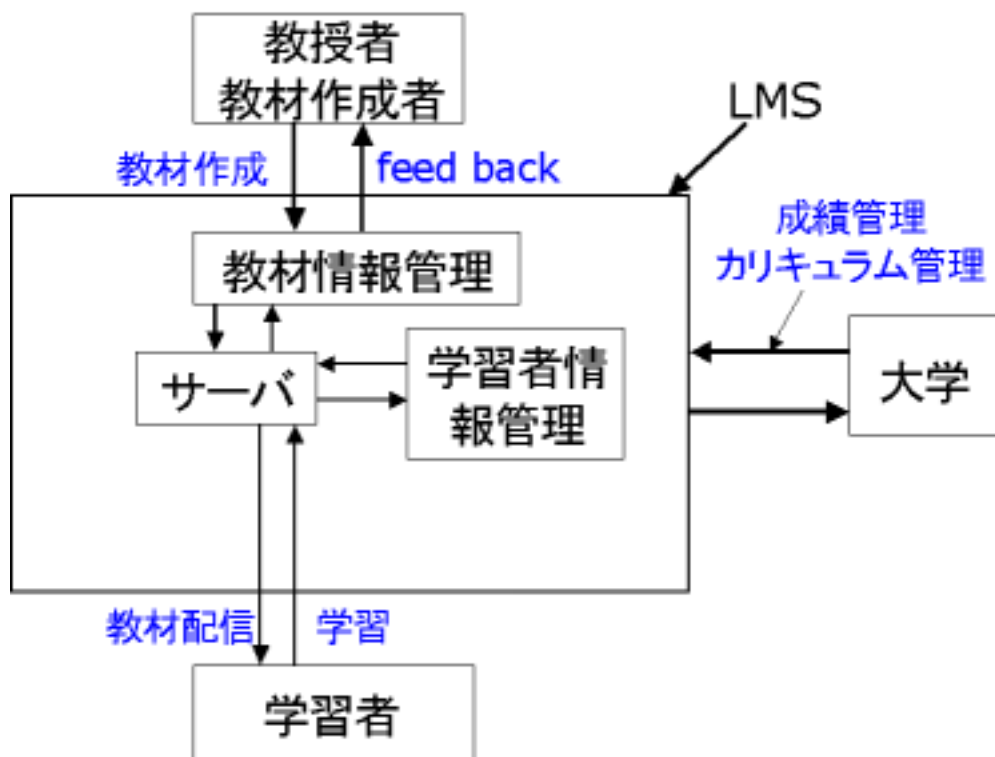 教授者
教材作成者
LMS
教材作成
feed back
成績管理
カリキュラム管理
教材情報管理
サーバ
学習者情
報管理
大学
教材配信
学習
学習者